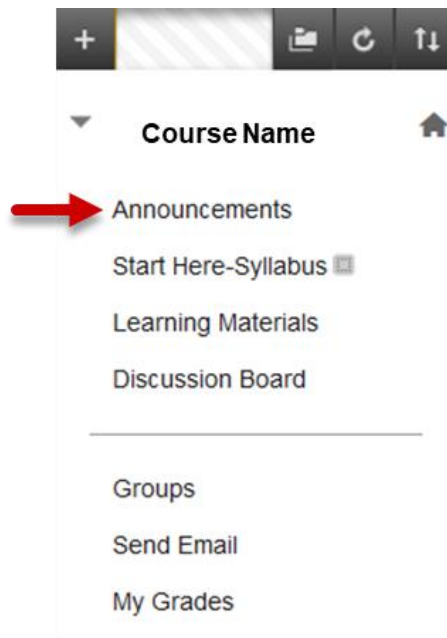 Course Name
Announcements
Start Here-Syllabus
Learning Materials
Discussion Board
Groups
Send Email
My Grades